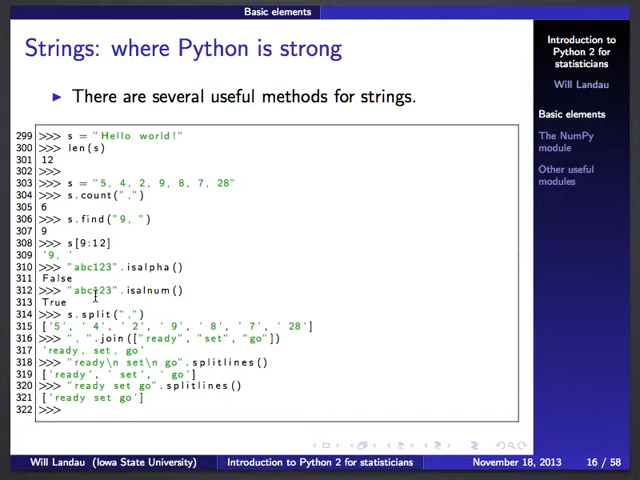 Basic elements
Strings: where Python is strong
There are several useful methods for strings.
299 >>> s = "Hello world!"
300 >>> len(s)
301 12
302 >>>
303 >>> s = "5, 4, 2, 9, 8, 7, 28"
304 >>> s.count(",")
305 6
306 >>> s.find("9, ")
307 9
308 >>> s[9:12]
309 '9, '
310 >>> "abc123".isalpha()
311 False
312 >>> "abc123".isalnum()
313 True
314 >>> s.split(",")
315 ['5', ' 4', ' 2', ' 9', ' 8', ' 7', ' 28']
316 >>> ", ".join(["ready", "set", "go"])
317 'ready, set, go'
318 >>> "ready\n set\n go".splitlines()
319 ['ready', ' set', ' go']
320 >>> "ready set go".splitlines()
321 ['ready set go']
322 >>>
Introduction to
Python 2 for
statisticians
Will Landau
Basic elements
The NumPy
module
Other useful
modules
Will Landau (Iowa State University) Introduction to Python 2 for statisticians November 18, 2013 16 / 58